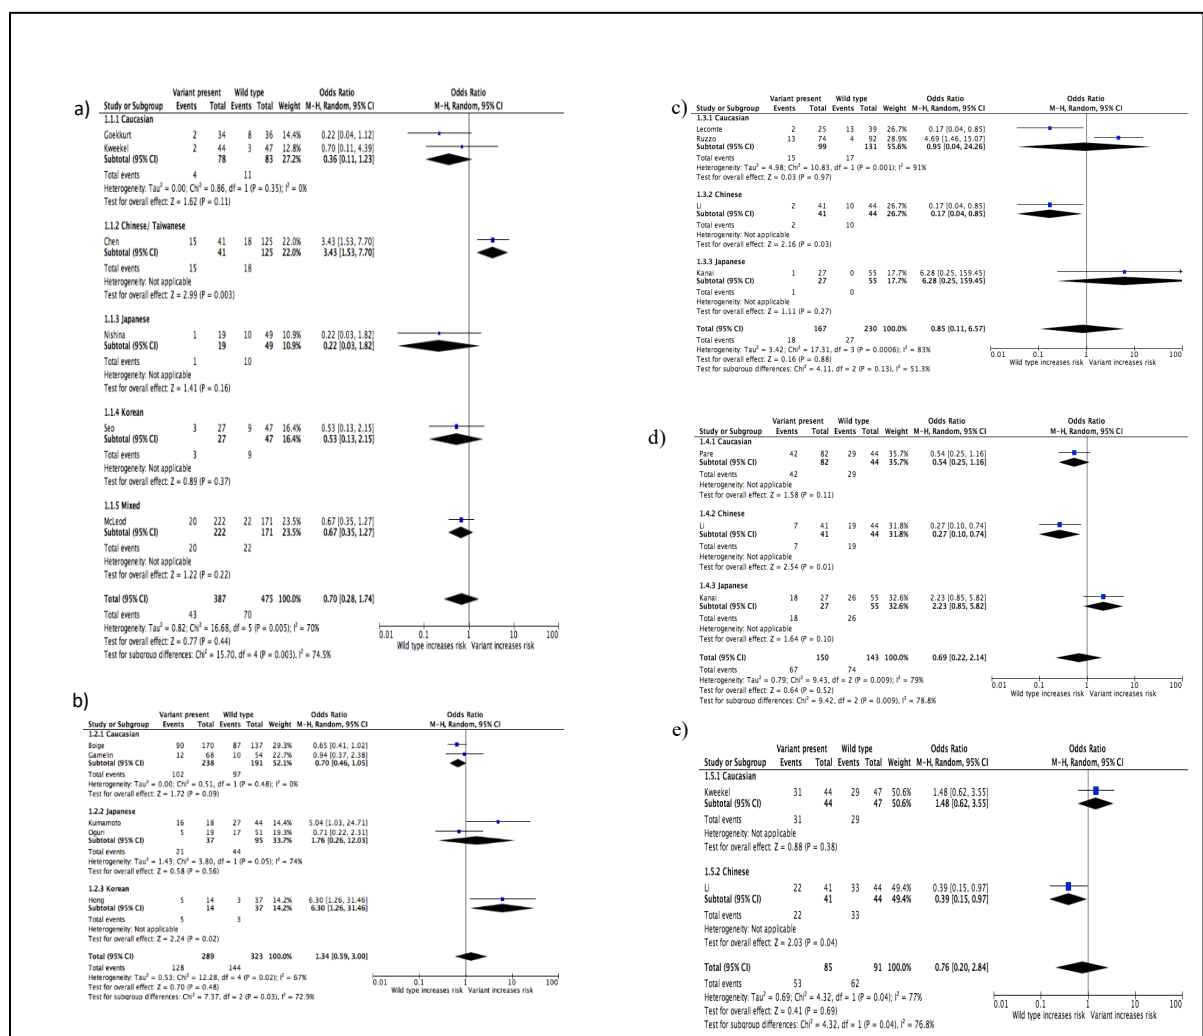 a)
Variant present Wild type Odds Ratio Odds Ratio
Study or Subgroup Events Total Events Total Weight M-H, Random, 95% CI M-H, Random, 95% CI
1.1.1 Caucasian
Goekkurt 2 34 8 36 14.4% 0.22 [0.04, 1.12]
Kweekel 2 44 3 47 12.8% 0.70 [0.11, 4.39]
Subtotal (95% CI) 78 83 27.2% 0.36 [0.11, 1.23]
Total events 4 11
Heterogeneity: Tau² = 0.00; Chi² = 0.86, df = 1 (P = 0.35); I² = 0%
Test for overall effect: Z = 1.62 (P = 0.11)
1.1.2 Chinese/ Taiwanese
Chen 15 41 18 125 22.0% 3.43 [1.53, 7.70]
Subtotal (95% CI) 41 125 22.0% 3.43 [1.53, 7.70]
Total events 15 18
Heterogeneity: Not applicable
Test for overall effect: Z = 2.99 (P = 0.003)
1.1.3 Japanese
Nishina 1 19 10 49 10.9% 0.22 [0.03, 1.82]
Subtotal (95% CI) 19 49 10.9% 0.22 [0.03, 1.82]
Total events 1 10
Heterogeneity: Not applicable
Test for overall effect: Z = 1.41 (P = 0.16)
1.1.4 Korean
Seo 3 27 9 47 16.4% 0.53 [0.13, 2.15]
Subtotal (95% CI) 27 47 16.4% 0.53 [0.13, 2.15]
Total events 3 9
Heterogeneity: Not applicable
Test for overall effect: Z = 0.89 (P = 0.37)
1.1.5 Mixed
McLeod 20 222 22 171 23.5% 0.67 [0.35, 1.27]
Subtotal (95% CI) 222 171 23.5% 0.67 [0.35, 1.27]
Total events 20 22
Heterogeneity: Not applicable
Test for overall effect: Z = 1.22 (P = 0.22)
Total (95% CI) 387 475 100.0% 0.70 [0.28, 1.74]
Total events 43 70
Heterogeneity: Tau² = 0.82; Chi² = 16.68, df = 5 (P = 0.005); I² = 70%
Test for overall effect: Z = 0.77 (P = 0.44)
Test for subgroup differences: Chi² = 15.70, df = 4 (P = 0.003), I² = 74.5%
0.01 0.1 1 10 100
Wild type increases risk Variant increases risk
b)
Variant present Wild type Odds Ratio Odds Ratio
Study or Subgroup Events Total Events Total Weight M-H, Random, 95% CI M-H, Random, 95% CI
1.2.1 Caucasian
Boige 90 170 87 137 29.3% 0.65 [0.41, 1.02]
Gamelin 12 68 10 54 22.7% 0.94 [0.37, 2.38]
Subtotal (95% CI) 238 191 52.1% 0.70 [0.46, 1.05]
Total events 102 97
Heterogeneity: Tau² = 0.00; Chi² = 0.51, df = 1 (P = 0.48); I² = 0%
Test for overall effect: Z = 1.72 (P = 0.09)
1.2.2 Japanese
Kumamoto 16 18 27 44 14.4% 5.04 [1.03, 24.71]
Oguri 5 19 17 51 19.2% 0.71 [0.22, 2.31]
Subtotal (95% CI) 37 95 33.7% 1.76 [0.26, 12.03]
Total events 21 44
Heterogeneity: Tau² = 1.43; Chi² = 3.80, df = 1 (P = 0.05); I² = 74%
Test for overall effect: Z = 0.58 (P = 0.56)
1.2.3 Korean
Hong 5 14 3 37 14.2% 6.30 [1.26, 31.46]
Subtotal (95% CI) 14 37 14.2% 6.30 [1.26, 31.46]
Total events 5 3
Heterogeneity: Not applicable
Test for overall effect: Z = 2.24 (P = 0.02)
Total (95% CI) 289 323 100.0% 1.34 [0.59, 3.00]
Total events 128 144
Heterogeneity: Tau² = 0.53; Chi² = 12.28, df = 4 (P = 0.02); I² = 67%
Test for overall effect: Z = 0.70 (P = 0.48)
Test for subgroup differences: Chi² = 7.37, df = 2 (P = 0.03), I² = 72.9%
0.01 0.1 1 10 100
Wild type increases risk Variant increases risk
c)
Variant present Wild type Odds Ratio Odds Ratio
Study or Subgroup Events Total Events Total Weight M-H, Random, 95% CI M-H, Random, 95% CI
1.3.1 Caucasian
Lecomte 2 25 13 39 26.7% 0.17 [0.04, 0.85]
Ruzzo 13 74 4 92 28.9% 4.69 [1.46, 15.07]
Subtotal (95% CI) 99 131 55.6% 0.95 [0.04, 24.26]
Total events 15 17
Heterogeneity: Tau² = 4.98; Chi² = 10.83, df = 1 (P = 0.001); I² = 91%
Test for overall effect: Z = 0.03 (P = 0.97)
1.3.2 Chinese
Li 2 41 10 44 26.7% 0.17 [0.04, 0.85]
Subtotal (95% CI) 41 44 26.7% 0.17 [0.04, 0.85]
Total events 2 10
Heterogeneity: Not applicable
Test for overall effect: Z = 2.16 (P = 0.03)
1.3.3 Japanese
Kanai 1 27 0 55 17.7% 6.28 [0.25, 159.45]
Subtotal (95% CI) 27 55 17.7% 6.28 [0.25, 159.45]
Total events 1 0
Heterogeneity: Not applicable
Test for overall effect: Z = 1.11 (P = 0.27)
Total (95% CI) 167 230 100.0% 0.85 [0.11, 6.57]
Total events 18 27
Heterogeneity: Tau² = 3.42; Chi² = 17.31, df = 3 (P = 0.0006); I² = 83%
Test for overall effect: Z = 0.16 (P = 0.88)
Test for subgroup differences: Chi² = 4.11, df = 2 (P = 0.13), I² = 51.3%
0.01 0.1 1 10 100
Wild type increases risk Variant increases risk
d)
Variant present Wild type Odds Ratio Odds Ratio
Study or Subgroup Events Total Events Total Weight M-H, Random, 95% CI M-H, Random, 95% CI
1.4.1 Caucasian
Pare 42 82 29 44 35.7% 0.54 [0.25, 1.16]
Subtotal (95% CI) 82 44 35.7% 0.54 [0.25, 1.16]
Total events 42 29
Heterogeneity: Not applicable
Test for overall effect: Z = 1.58 (P = 0.11)
1.4.2 Chinese
Li 7 41 19 44 31.8% 0.27 [0.10, 0.74]
Subtotal (95% CI) 41 44 31.8% 0.27 [0.10, 0.74]
Total events 7 19
Heterogeneity: Not applicable
Test for overall effect: Z = 2.54 (P = 0.01)
1.4.3 Japanese
Kanai 18 27 26 55 32.6% 2.23 [0.85, 5.82]
Subtotal (95% CI) 27 55 32.6% 2.23 [0.85, 5.82]
Total events 18 26
Heterogeneity: Not applicable
Test for overall effect: Z = 1.64 (P = 0.10)
Total (95% CI) 150 143 100.0% 0.69 [0.22, 2.14]
Total events 67 74
Heterogeneity: Tau² = 0.79; Chi² = 9.43, df = 2 (P = 0.009); I² = 79%
Test for overall effect: Z = 0.64 (P = 0.52)
Test for subgroup differences: Chi² = 9.42, df = 2 (P = 0.009), I² = 78.8%
0.01 0.1 1 10 100
Wild type increases risk Variant increases risk
e)
Variant present Wild type Odds Ratio Odds Ratio
Study or Subgroup Events Total Events Total Weight M-H, Random, 95% CI M-H, Random, 95% CI
1.5.1 Caucasian
Kweekel 31 44 29 47 50.6% 1.48 [0.62, 3.55]
Subtotal (95% CI) 44 47 50.6% 1.48 [0.62, 3.55]
Total events 31 29
Heterogeneity: Not applicable
Test for overall effect: Z = 0.88 (P = 0.38)
1.5.2 Chinese
Li 22 41 33 44 49.4% 0.39 [0.15, 0.97]
Subtotal (95% CI) 41 44 49.4% 0.39 [0.15, 0.97]
Total events 22 33
Heterogeneity: Not applicable
Test for overall effect: Z = 2.03 (P = 0.04)
Total (95% CI) 85 91 100.0% 0.76 [0.20, 2.84]
Total events 53 62
Heterogeneity: Tau² = 0.69; Chi² = 4.32, df = 1 (P = 0.04); I² = 77%
Test for overall effect: Z = 0.41 (P = 0.69)
Test for subgroup differences: Chi² = 4.32, df = 1 (P = 0.04), I² = 76.8%
0.01 0.1 1 10 100
Wild type increases risk Variant increases risk